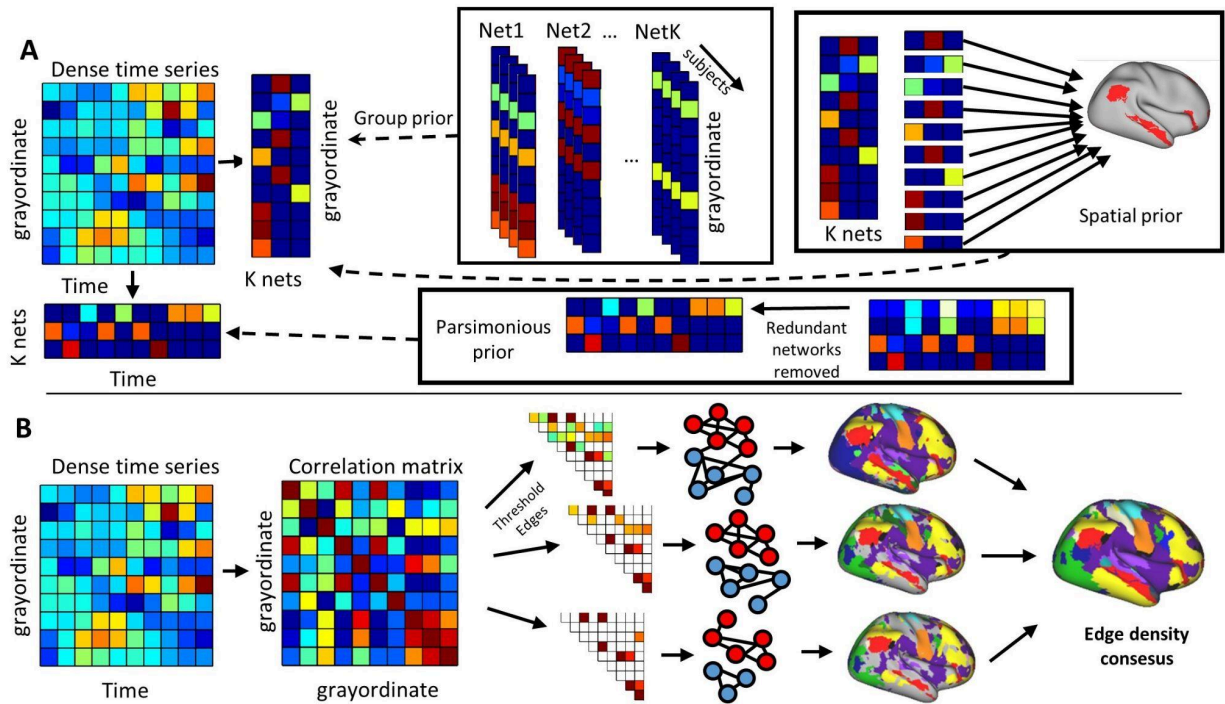 A
Dense time series
grayordinate
Time
grayordinate
K nets
Group prior
Net1 Net2 ... NetK
subjects
...
grayordinate
K nets
Spatial prior
K nets
Time
Parsimonious
prior
Redundant
networks
removed
B
Dense time series
grayordinate
Time
Correlation matrix
grayordinate
grayordinate
Threshold
Edges
Edge density
consesus